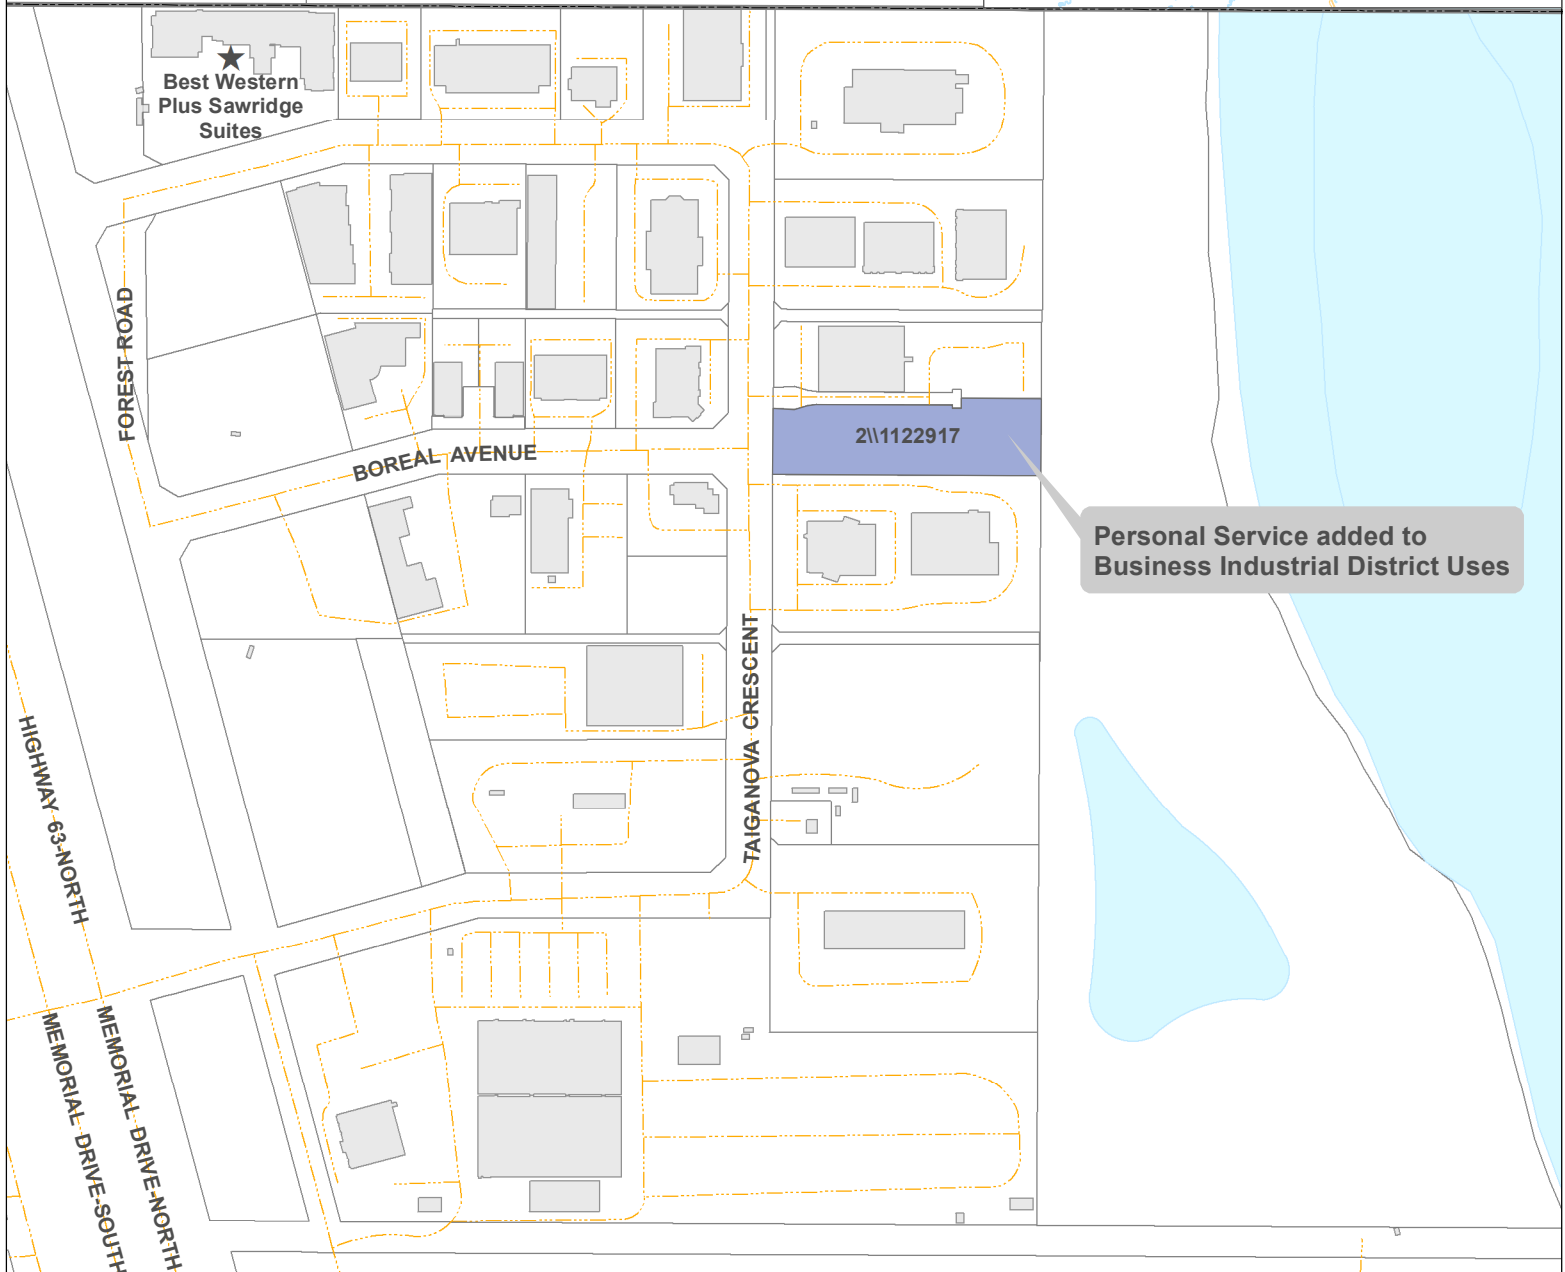 Best Western
Plus Sawridge
Suites
FOREST ROAD
BOREAL AVENUE
2\\1122917
Personal Service added to
Business Industrial District Uses
TAIGANOVA CRESCENT
HIGHWAY 63-NORTH
MEMORIAL DRIVE-NORTH
MEMORIAL DRIVE-SOUTH